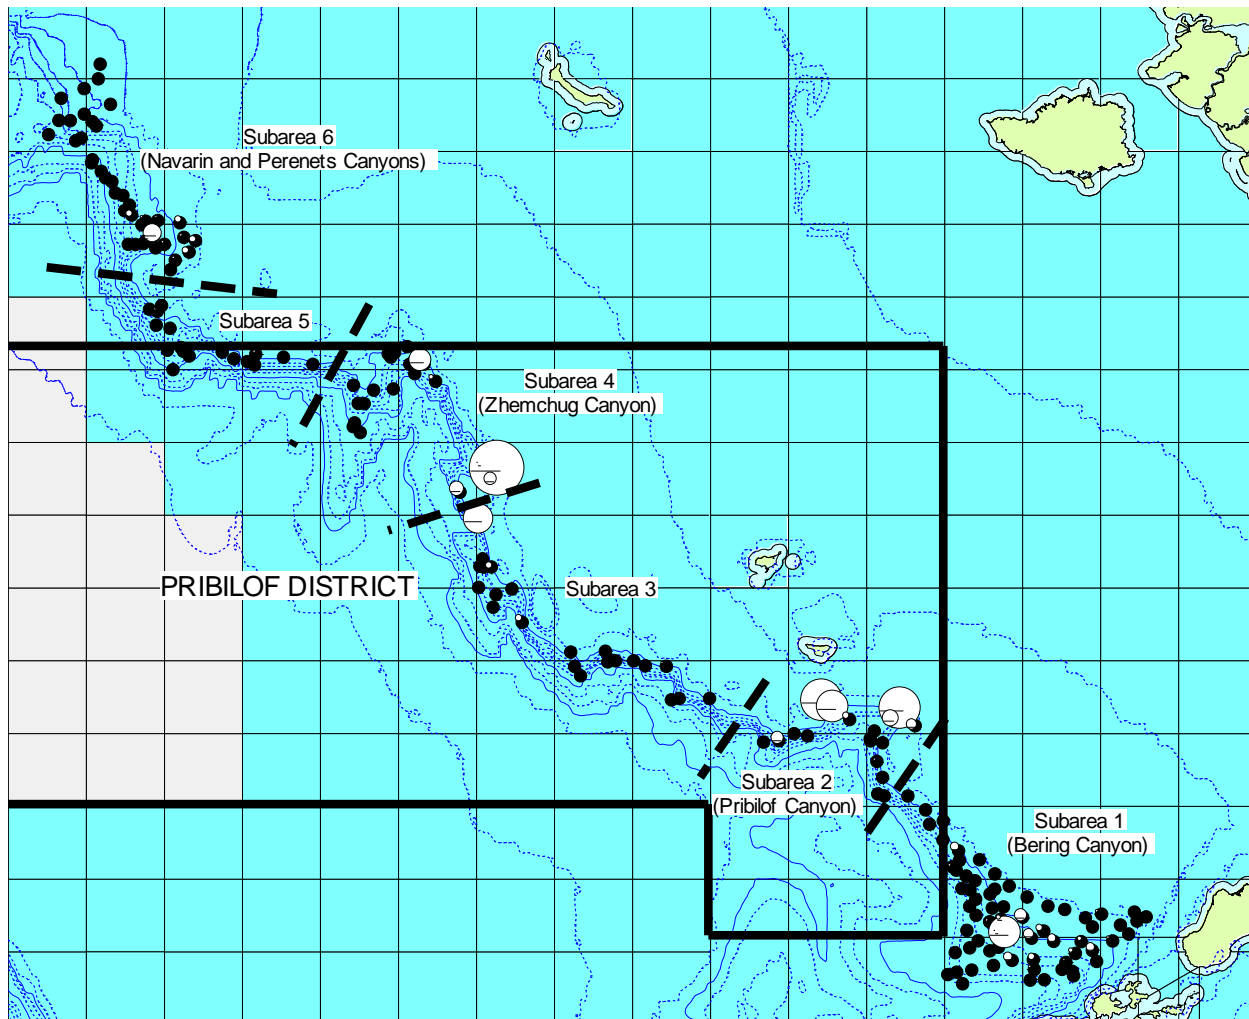 Subarea 6
(Navarin and Perenets Canyons)
Subarea 5
Subarea 4
(Zhemchug Canyon)
PRIBILOF DISTRICT
Subarea 3
Subarea 2
(Pribilof Canyon)
Subarea 1
(Bering Canyon)